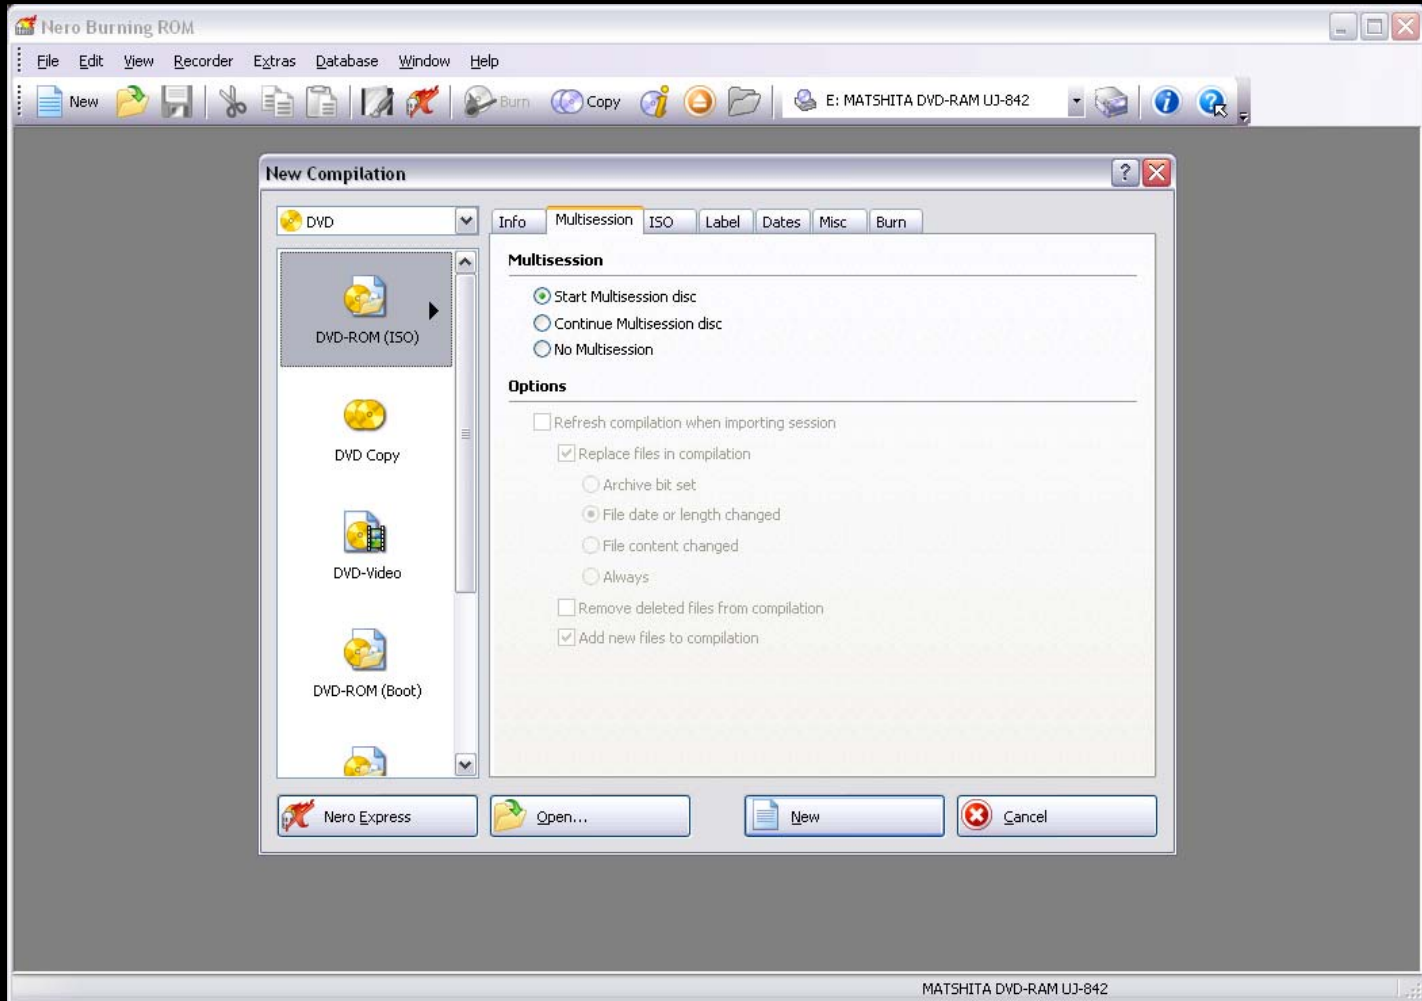 Nero Burning ROM
File Edit View Recorder Extras Database Window Help
New Burn Copy E: MATSHITA DVD-RAM UJ-842
New Compilation
DVD
Info Multisession ISO Label Dates Misc Burn
DVD-ROM (ISO)
DVD Copy
DVD-Video
DVD-ROM (Boot)
Multisession
Start Multisession disc
Continue Multisession disc
No Multisession
Options
Refresh compilation when importing session
Replace files in compilation
Archive bit set
File date or length changed
File content changed
Always
Remove deleted files from compilation
Add new files to compilation
Nero Express Open... New Cancel
MATSHITA DVD-RAM UJ-842